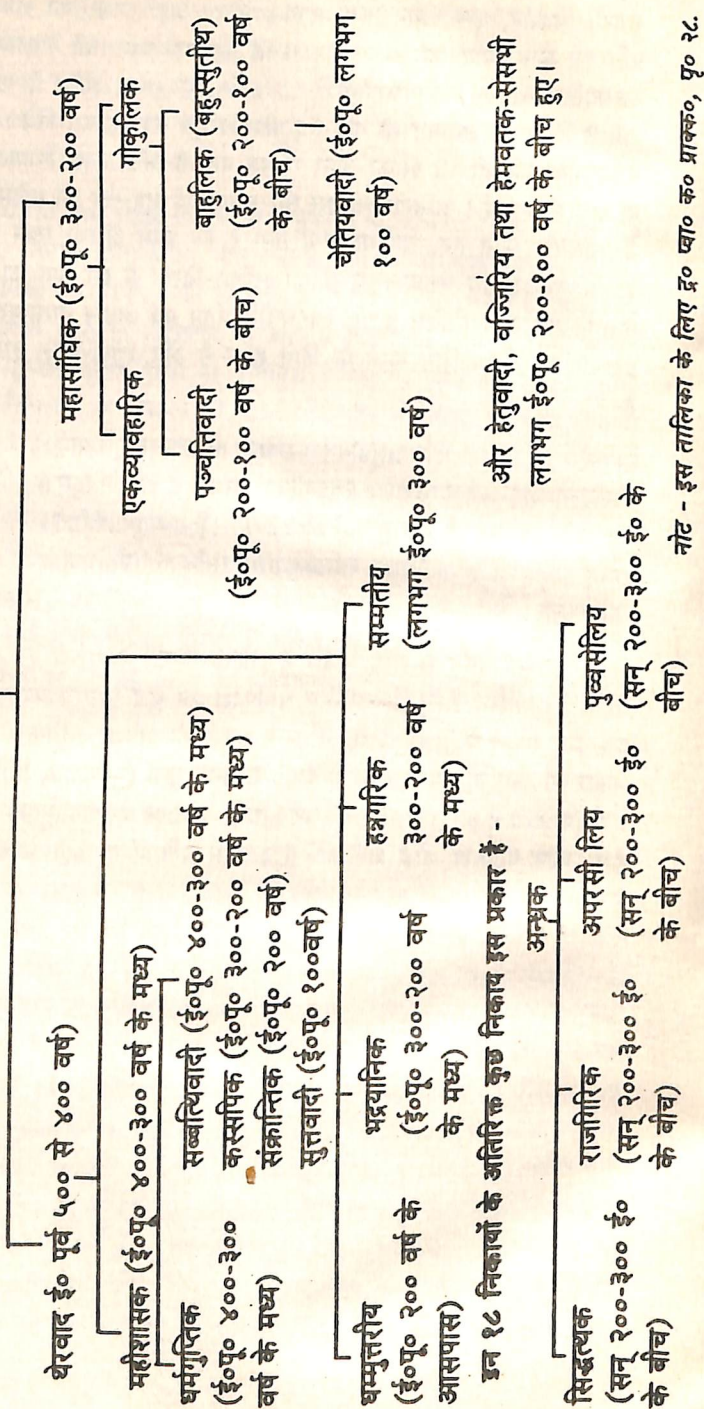 थेरवाद ई० पूर्व ५०० से ४०० वर्ष)
महासांघिक (ई०पू० ३००-२०० वर्ष)
महीशासक (ई०पू० ४००-३०० वर्ष के मध्य)
एकव्यावहारिक
गोकुलिक
धर्मगुप्तिक
(ई०पू० ४००-३००
वर्ष के मध्य)
सब्बत्थिवादी (ई०पू० ४००-३०० वर्ष के मध्य)
कस्सपिक (ई०पू० ३००-२०० वर्ष के मध्य)
संक्रान्तिक (ई०पू० २०० वर्ष)
सुत्तवादी (ई०पू० १००वर्ष)
पञ्ञत्तिवादी
(ई०पू० २००-१०० वर्ष के बीच)
बाहुलिक (बहुस्सुतीय)
(ई०पू० २००-१०० वर्ष
के बीच)
चेतियवादी (ई०पू० लगभग
१०० वर्ष)
धम्मुत्तरीय
(ई०पू० २०० वर्ष के
आसपास)
भद्रयानिक
(ई०पू० ३००-२०० वर्ष
के मध्य)
छन्नागरिक
३००-२०० वर्ष
के मध्य)
सम्मतीय
(लगभग ई०पू० ३०० वर्ष)
इन १८ निकायों के अतिरिक्त कुछ निकाय इस प्रकार हैं -
और हेतुवादी, वज्जिरिय तथा हेमवतक-सेसभी
लगभग ई०पू० २००-१०० वर्ष के बीच हुए।
अन्धक
सिद्धत्थक
(सन् २००-३०० ई०
के बीच)
राजगिरिक
(सन् २००-३०० ई०
के बीच)
अपरसी लिय
(सन् २००-३०० ई०
के बीच)
पुव्वसेलिय
(सन् २००-३०० ई० के
बीच)
नोट - इस तालिका के लिए द्र० प्वा० क० प्राक्क०, पृ० २८.